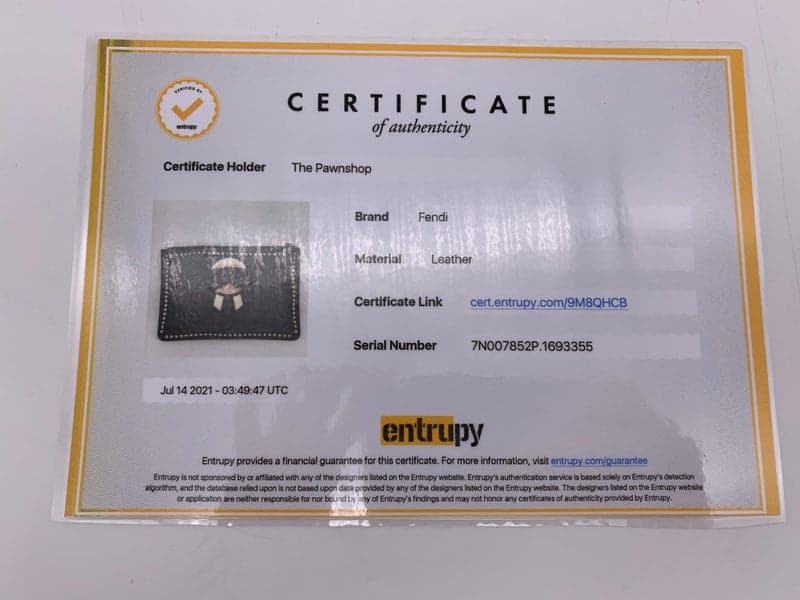 VERIFIED BY
entrupy
CERTIFICATE
of authenticity
Certificate Holder The Pawnshop
Brand Fendi
Material Leather
Certificate Link cert.entrupy.com/9M8QHCB
Serial Number 7N007852P.1693355
Jul 14 2021 - 03:49:47 UTC
entrupy
Entrupy provides a financial guarantee for this certificate. For more information, visit entrupy.com/guarantee
Entrupy is not sponsored by or affiliated with any of the designers listed on the Entrupy website. Entrupy's authentication service is based solely on Entrupy's detection
algorithm, and the database relied upon is not based upon data provided by any of the designers listed on the Entrupy website. The designers listed on the Entrupy website
or application are neither responsible for nor bound by any of Entrupy's findings and may not honor any certificates of authenticity provided by Entrupy.